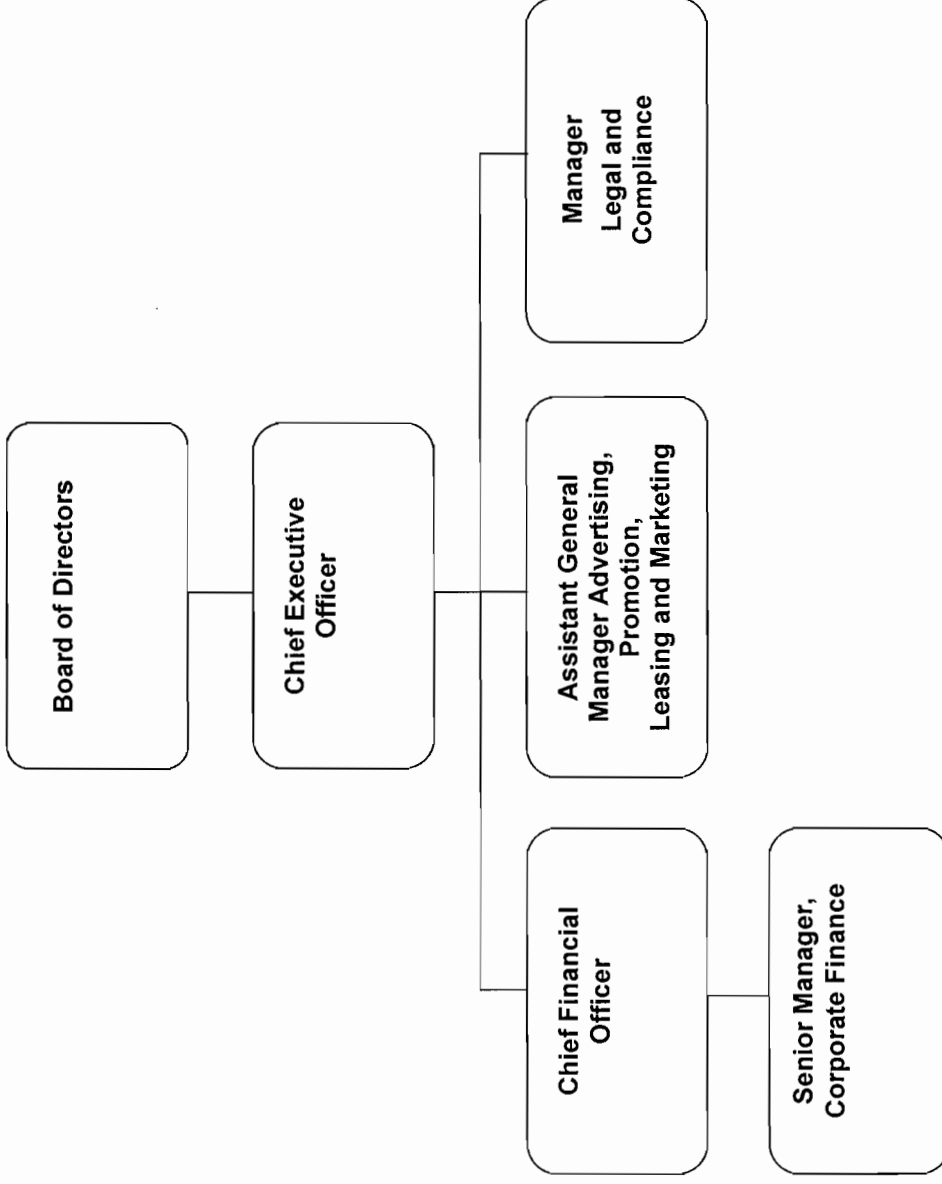 Board of Directors
Chief Executive
Officer
Chief Financial
Officer
Assistant General
Manager Advertising,
Promotion,
Leasing and Marketing
Manager
Legal and
Compliance
Senior Manager,
Corporate Finance